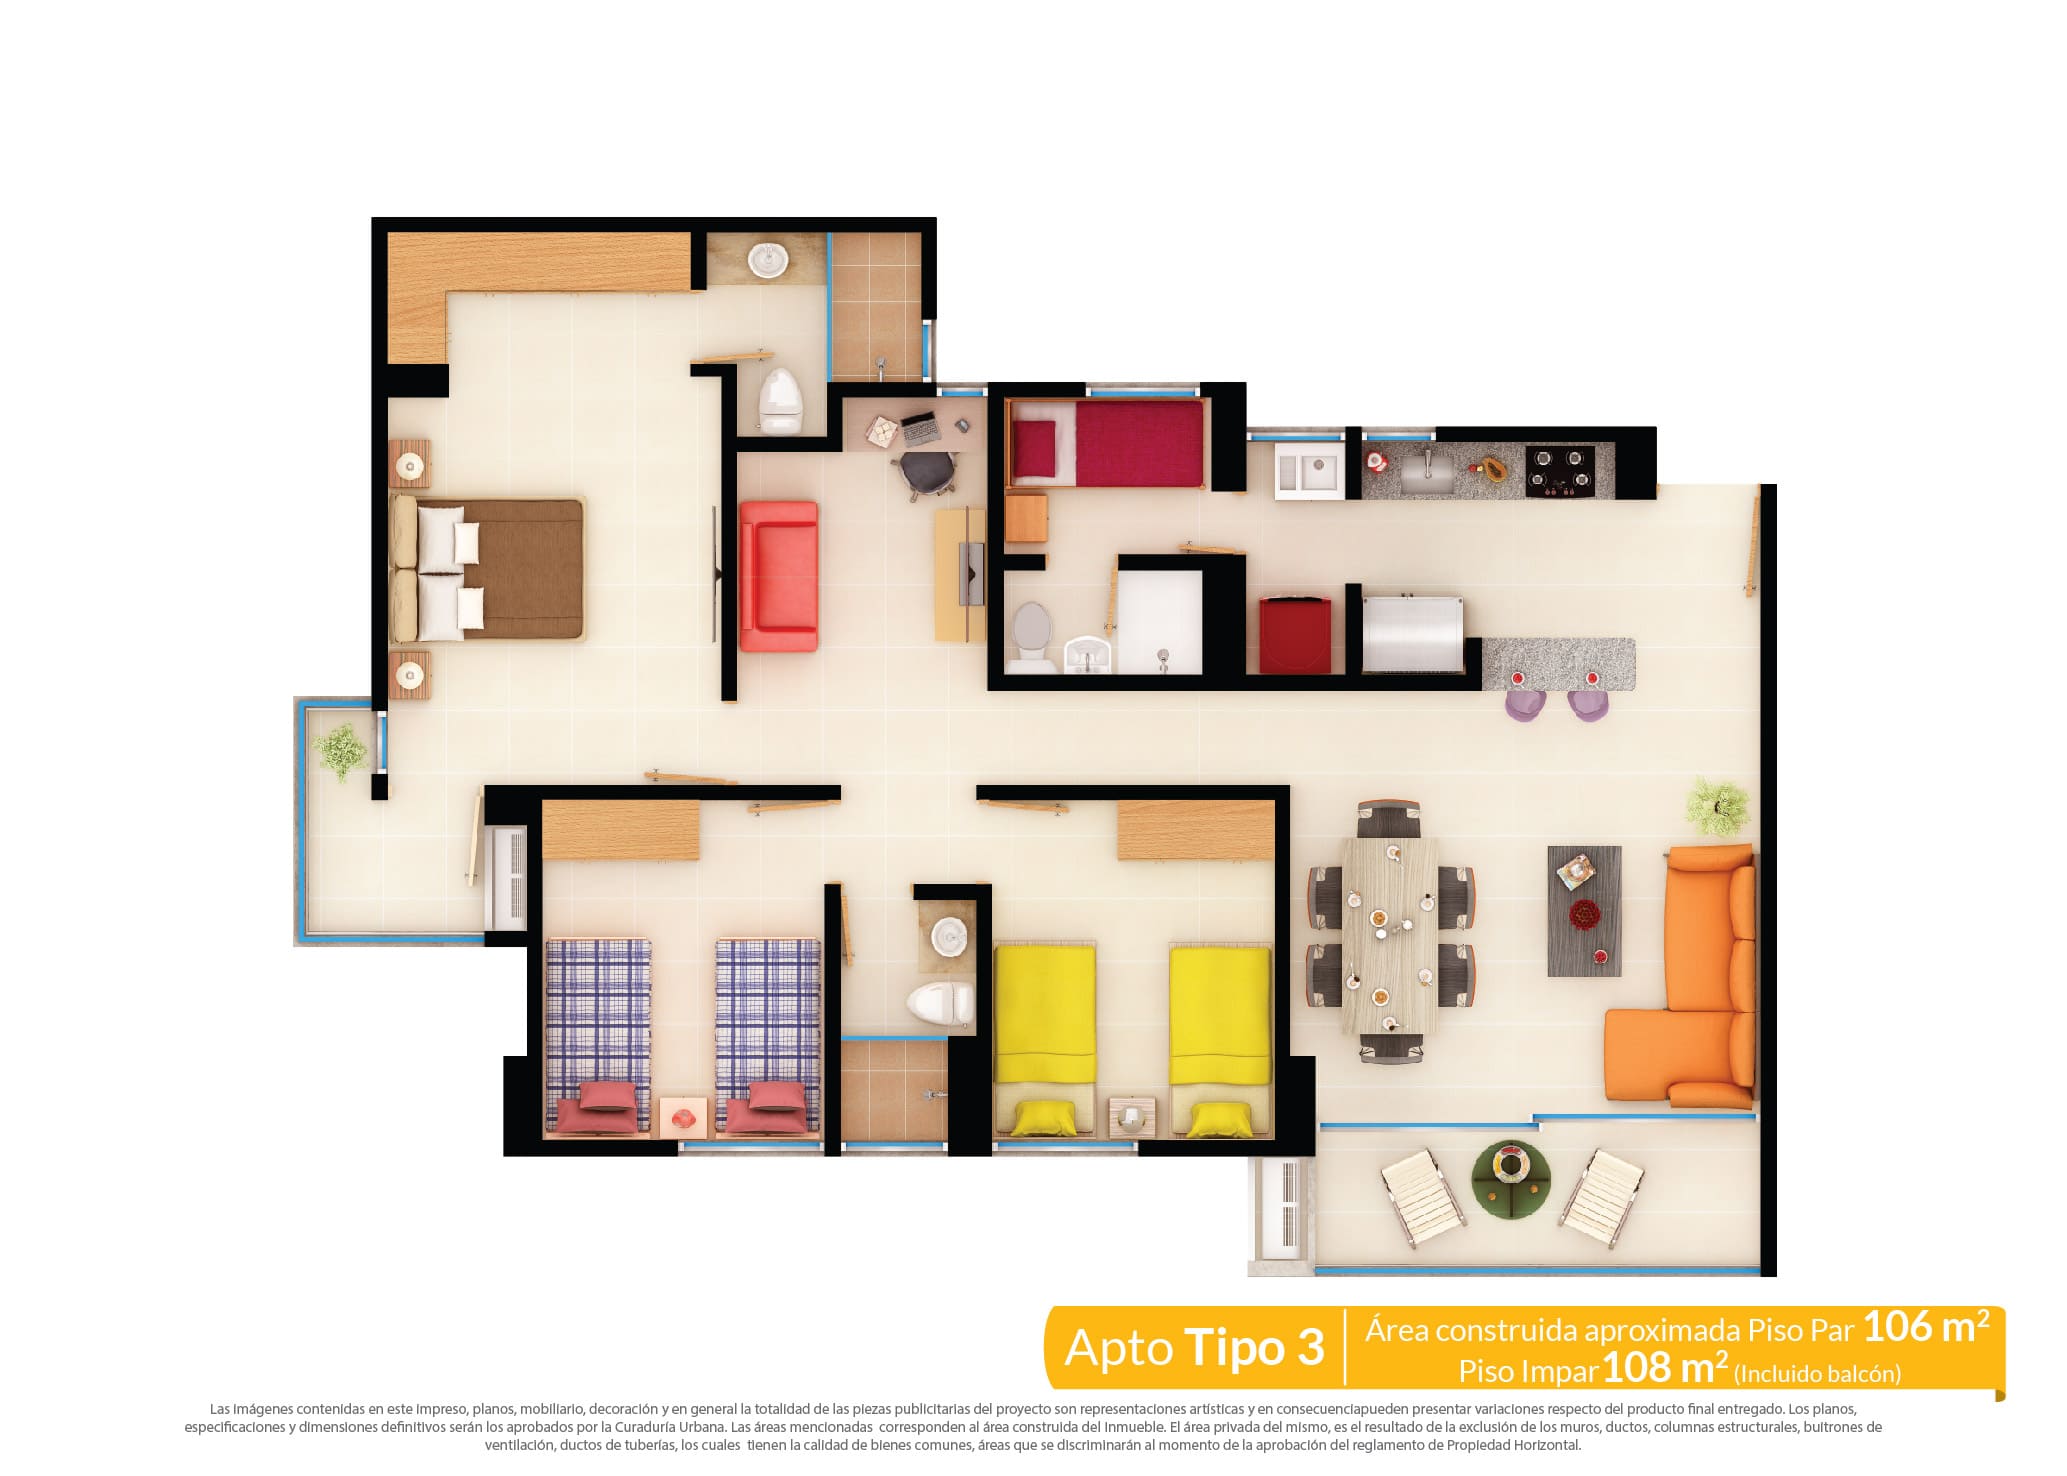 Apto Tipo 3
Área construida aproximada Piso Par 106 m²
Piso Impar 108 m² (Incluido balcón)
Las imágenes contenidas en este impreso, planos, mobiliario, decoración y en general la totalidad de las piezas publicitarias del proyecto son representaciones artísticas y en consecuenciapueden presentar variaciones respecto del producto final entregado. Los planos,
especificaciones y dimensiones definitivos serán los aprobados por la Curaduría Urbana. Las áreas mencionadas corresponden al área construida del Inmueble. El área privada del mismo, es el resultado de la exclusión de los muros, ductos, columnas estructurales, buitrones de
ventilación, ductos de tuberías, los cuales tienen la calidad de bienes comunes, áreas que se discriminarán al momento de la aprobación del reglamento de Propiedad Horizontal.